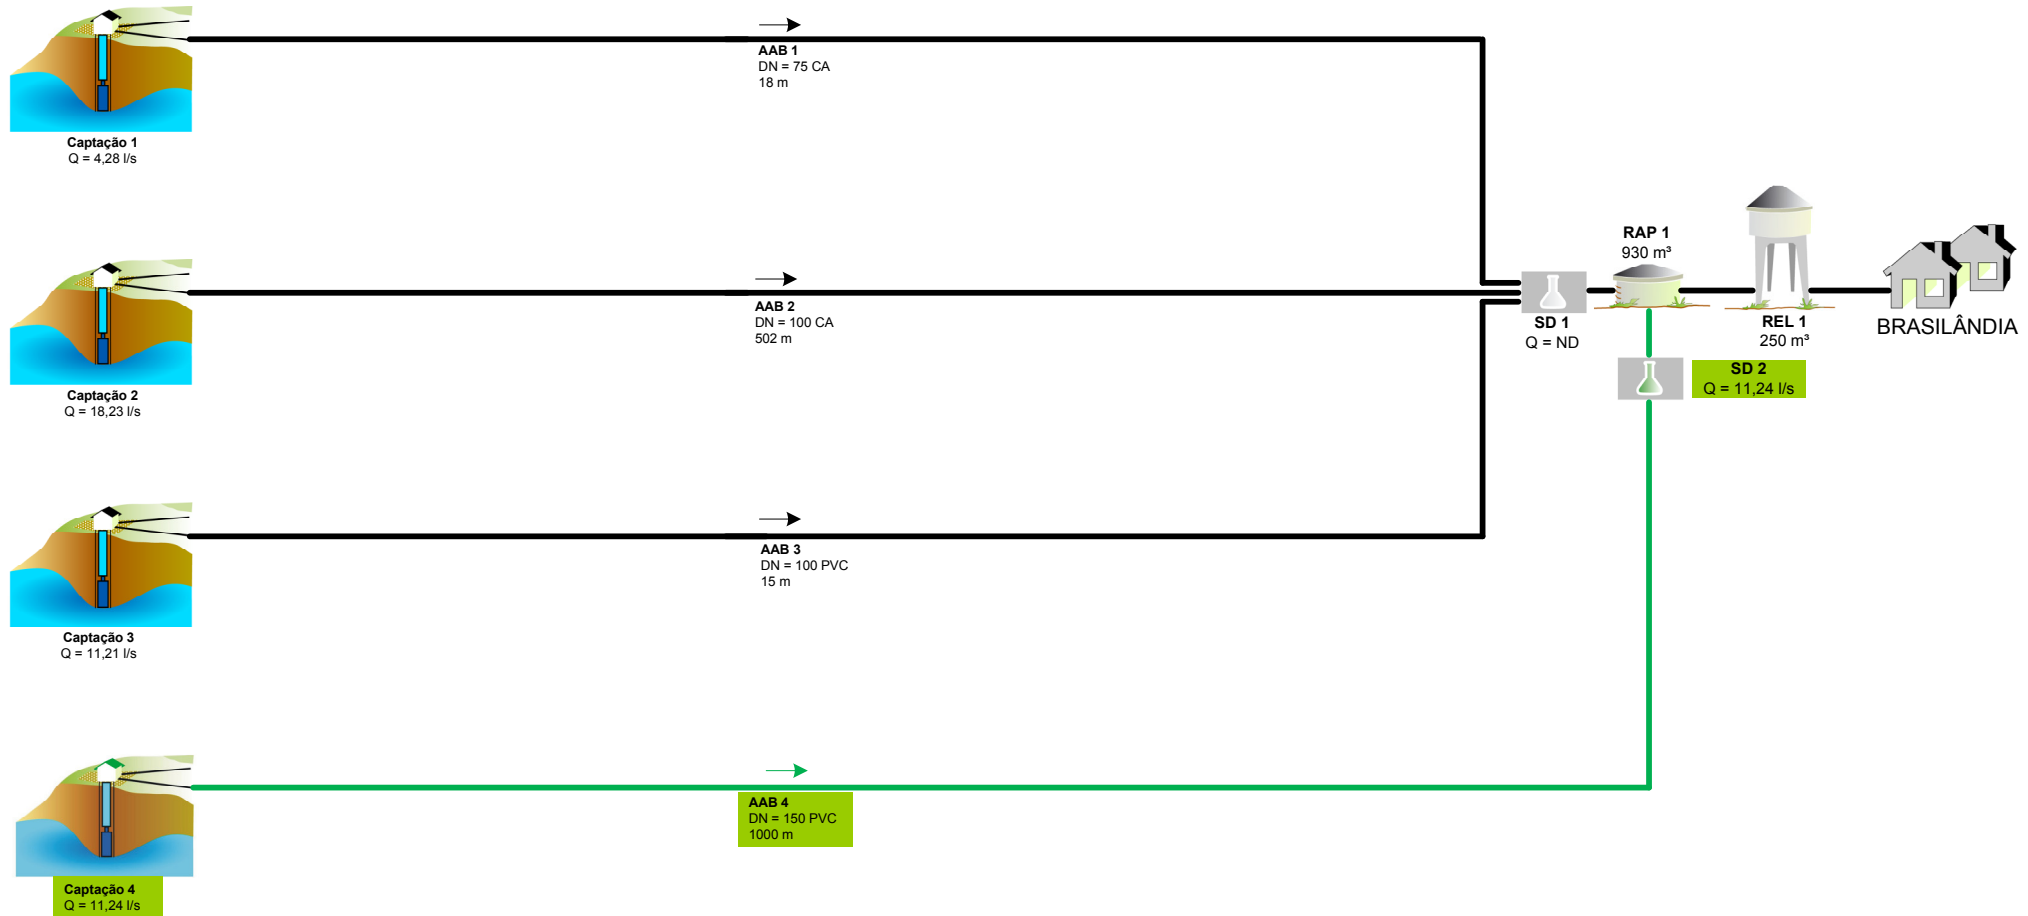 AAB 1
DN = 75 CA
18 m
Captação 1
Q = 4,28 l/s
AAB 2
DN = 100 CA
502 m
Captação 2
Q = 18,23 l/s
RAP 1
930 m³
SD 1
Q = ND
REL 1
250 m³
BRASILÂNDIA
SD 2
Q = 11,24 l/s
AAB 3
DN = 100 PVC
15 m
Captação 3
Q = 11,21 l/s
AAB 4
DN = 150 PVC
1000 m
Captação 4
Q = 11,24 l/s